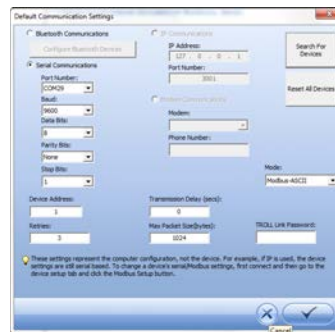 Default Communication Settings
Bluetooth Communications
Configure Bluetooth Devices
Serial Communications
Port Number:
COM29
Baud:
9600
Data Bits:
8
Parity Bits:
None
Stop Bits:
1
IP Communications
IP Address:
127 . 0 . 0 . 1
Port Number:
3001
Modem Communications
Modem:
Phone Number:
Search For
Devices
Reset All Devices
Mode:
Modbus-ASCII
Device Address:
1
Transmission Delay (secs):
0
Retries:
3
Max Packet Size(bytes):
1024
TROLL Link Password:
These settings represent the computer configuration, not the device. For example, if IP is used, the device
settings are still serial based. To change a device's serial/Modbus settings, first connect and then go to the
device setup tab and click the Modbus Setup button.
Cancel